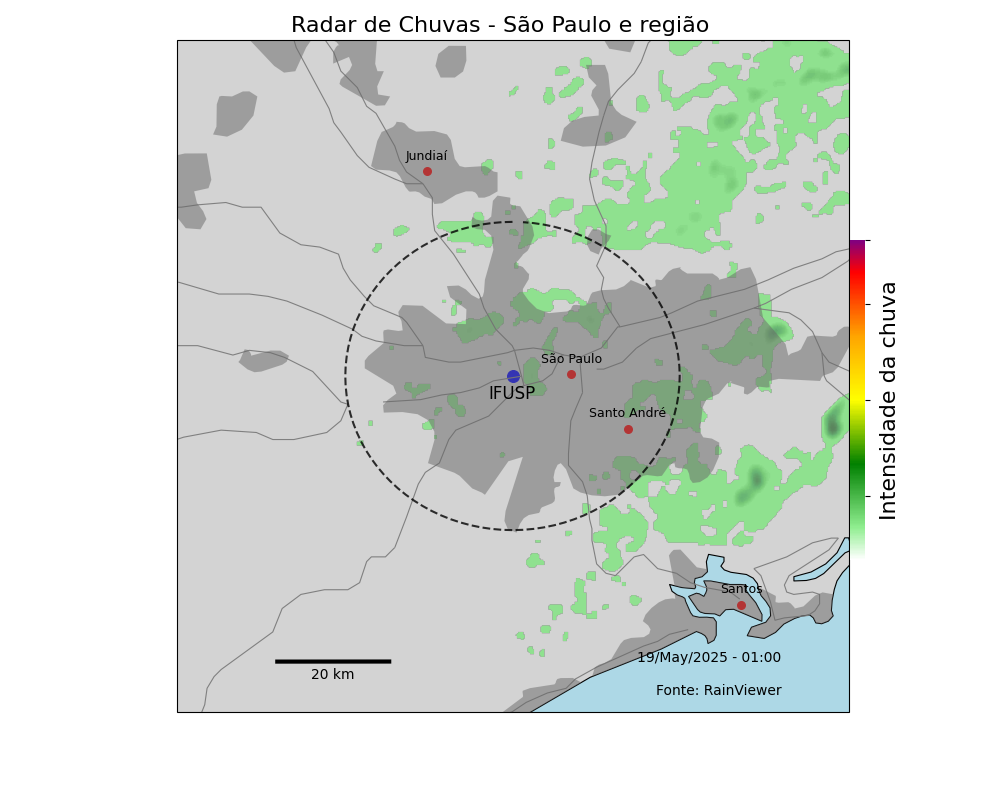 Radar de Chuvas - São Paulo e região
Jundiaí
São Paulo
IFUSP
Santo André
Intensidade da chuva
Santos
19/May/2025 - 01:00
20 km
Fonte: RainViewer